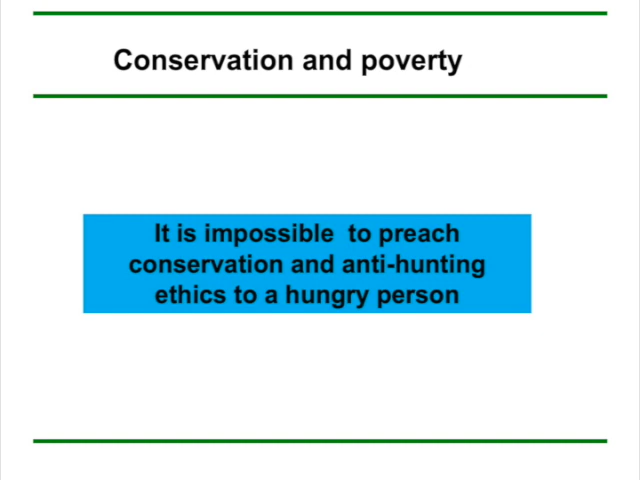 Conservation and poverty
It is impossible  to preach
conservation and anti-hunting
ethics to a hungry person